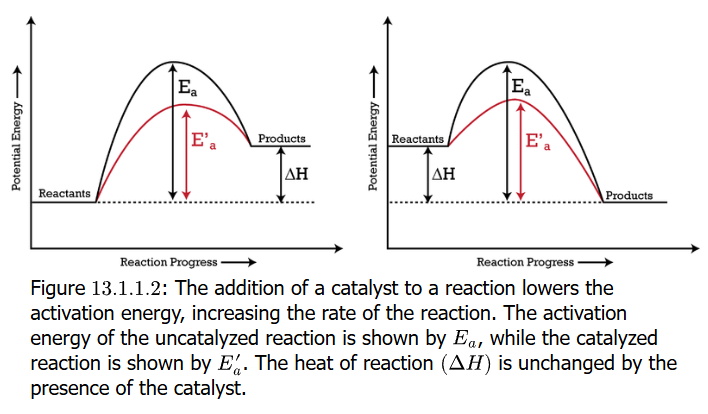 Potential Energy
Eₐ
E'ₐ
Products
ΔH
Reactants
Reaction Progress
Potential Energy
Eₐ
E'ₐ
Reactants
ΔH
Products
Reaction Progress
Figure 13.1.1.2: The addition of a catalyst to a reaction lowers the
activation energy, increasing the rate of the reaction. The activation
energy of the uncatalyzed reaction is shown by Eₐ, while the catalyzed
reaction is shown by E′ₐ. The heat of reaction (ΔH) is unchanged by the
presence of the catalyst.